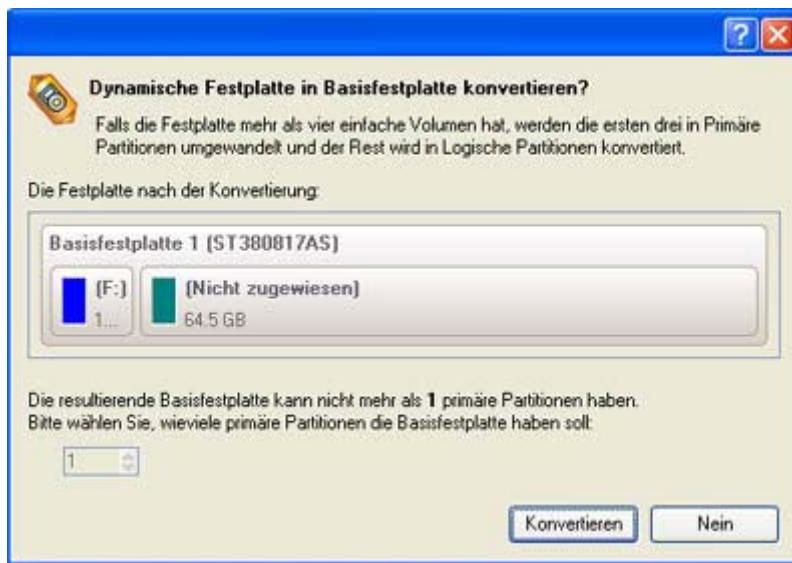 Dynamische Festplatte in Basisfestplatte konvertieren?
Falls die Festplatte mehr als vier einfache Volumen hat, werden die ersten drei in Primäre
Partitionen umgewandelt und der Rest wird in Logische Partitionen konvertiert.
Die Festplatte nach der Konvertierung:
Basisfestplatte 1 (ST380817AS)
(F:)
1...
(Nicht zugewiesen)
64.5 GB
Die resultierende Basisfestplatte kann nicht mehr als 1 primäre Partitionen haben.
Bitte wählen Sie, wieviele primäre Partitionen die Basisfestplatte haben soll:
1
Konvertieren
Nein